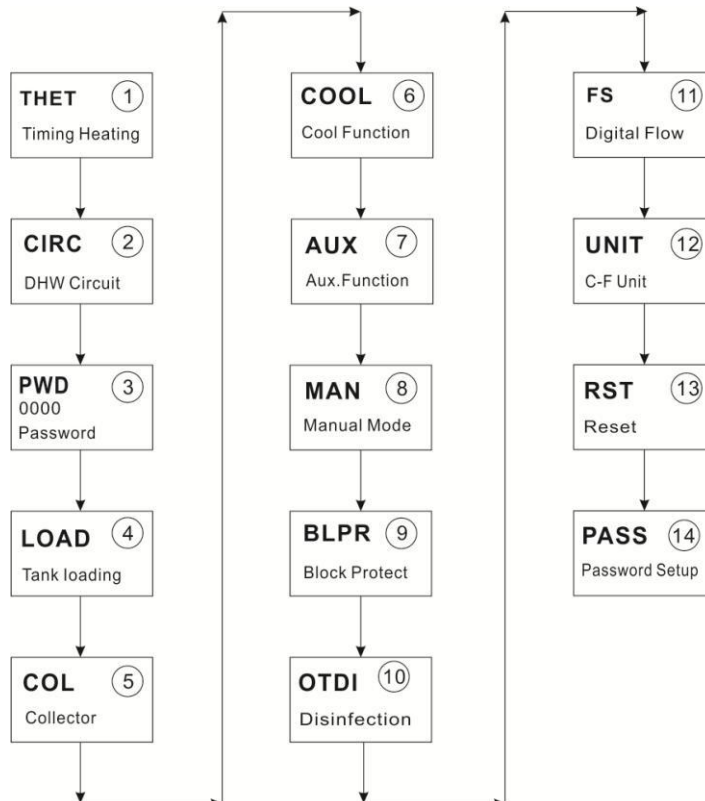 THET 1
Timing Heating
CIRC 2
DHW Circuit
PWD 3
0000
Password
LOAD 4
Tank loading
COL 5
Collector
COOL 6
Cool Function
AUX 7
Aux.Function
MAN 8
Manual Mode
BLPR 9
Block Protect
OTDI 10
Disinfection
FS 11
Digital Flow
UNIT 12
C-F Unit
RST 13
Reset
PASS 14
Password Setup